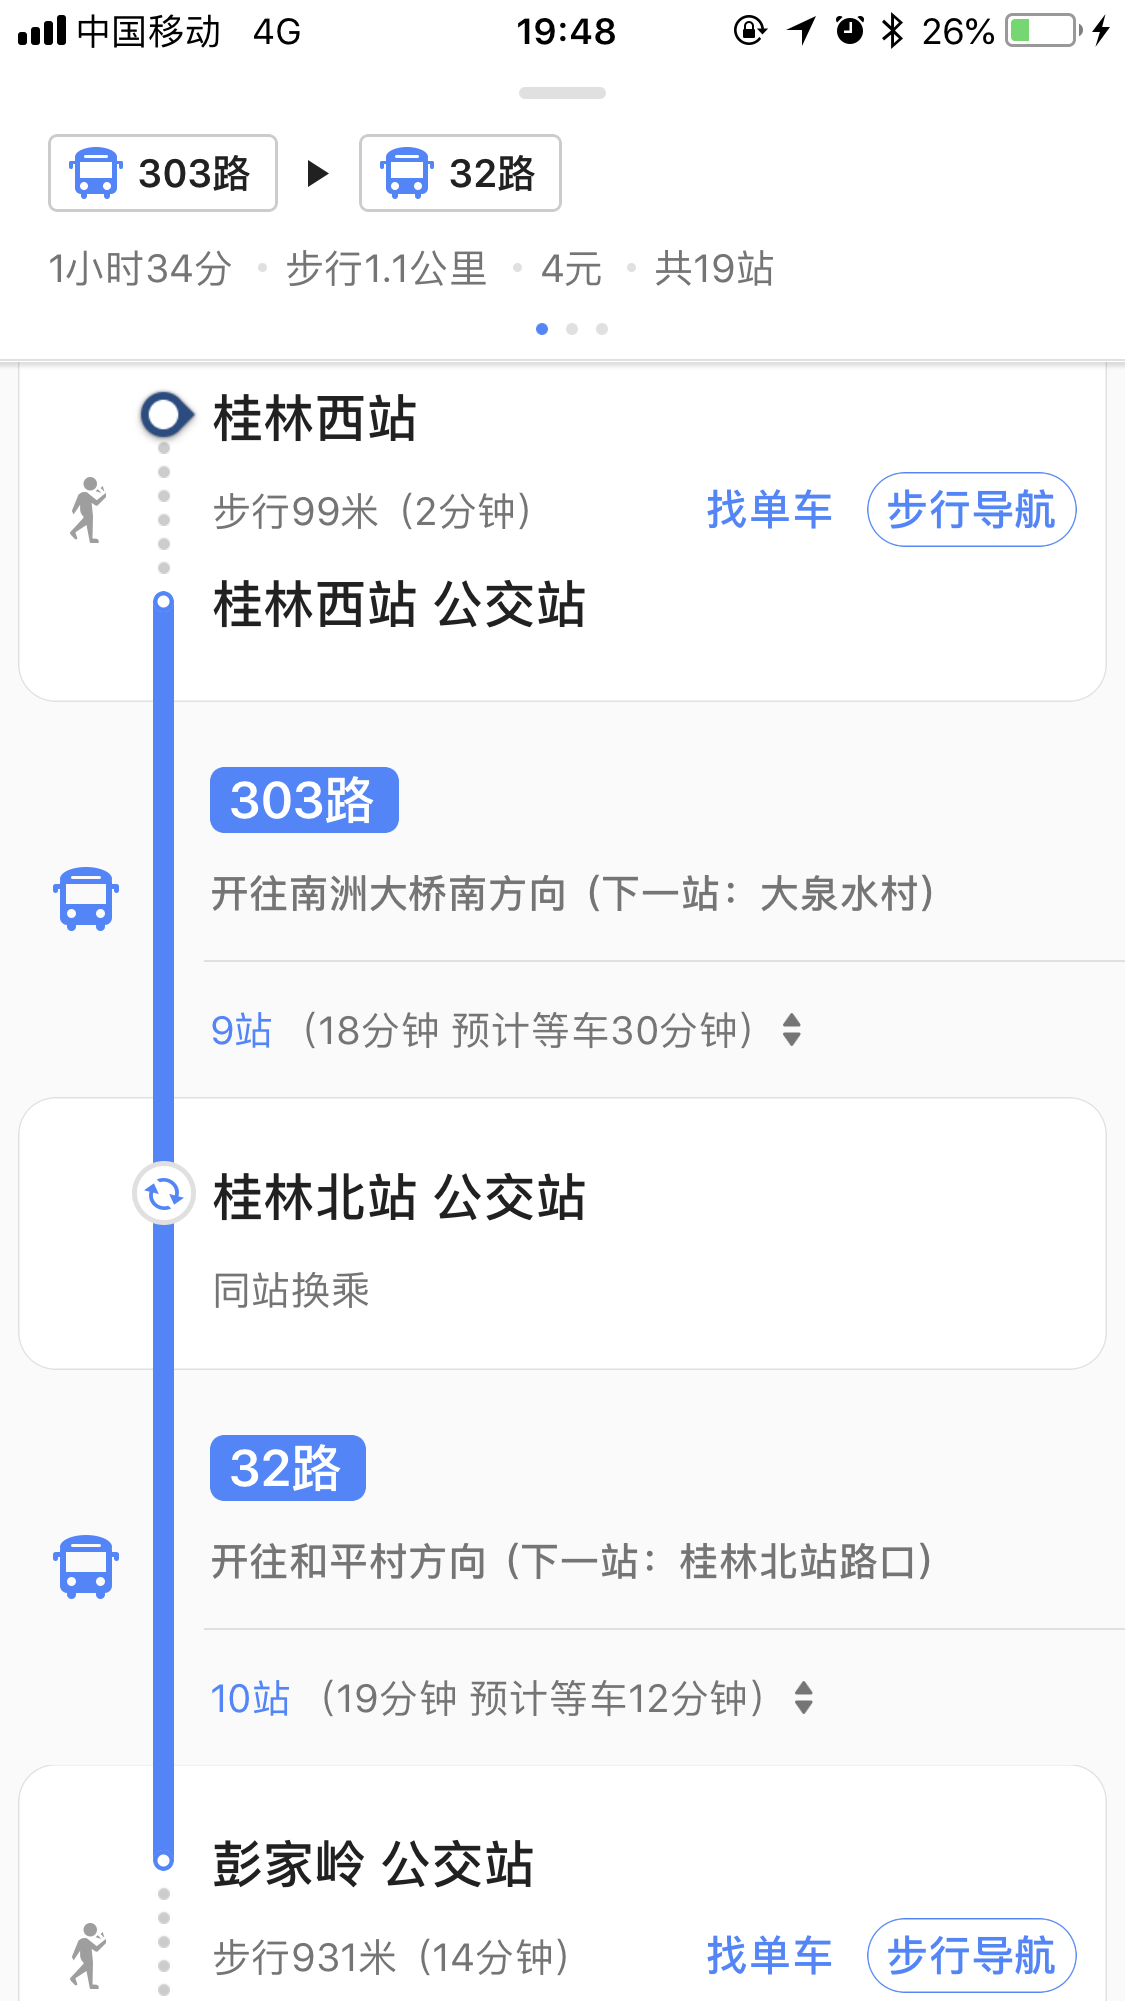 中国移动 4G 19:48 26%
303路 ▶ 32路
1小时34分 • 步行1.1公里 • 4元 • 共19站
桂林西站
步行99米（2分钟） 找单车 步行导航
桂林西站 公交站
303路
开往南洲大桥南方向（下一站：大泉水村）
9站（18分钟 预计等车30分钟）
桂林北站 公交站
同站换乘
32路
开往和平村方向（下一站：桂林北站路口）
10站（19分钟 预计等车12分钟）
彭家岭 公交站
步行931米（14分钟） 找单车 步行导航